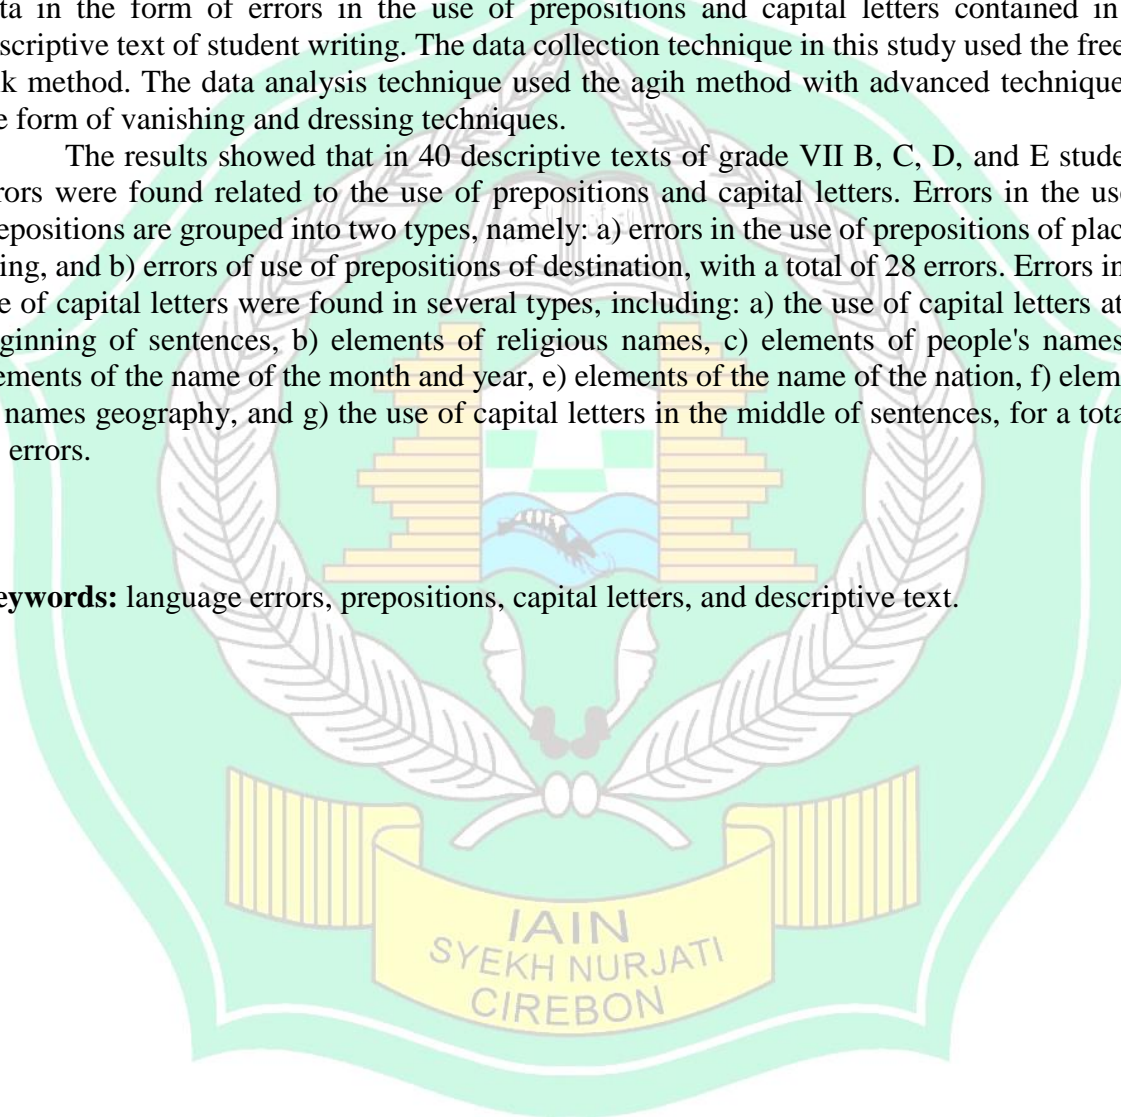 ta in the form of errors in the use of prepositions and capital letters contained in
scriptive text of student writing. The data collection technique in this study used the free
k method. The data analysis technique used the agih method with advanced technique
e form of vanishing and dressing techniques.
The results showed that in 40 descriptive texts of grade VII B, C, D, and E stude
rors were found related to the use of prepositions and capital letters. Errors in the use
epositions are grouped into two types, namely: a) errors in the use of prepositions of plac
ing, and b) errors of use of prepositions of destination, with a total of 28 errors. Errors in
e of capital letters were found in several types, including: a) the use of capital letters at
ginning of sentences, b) elements of religious names, c) elements of people's names
ements of the name of the month and year, e) elements of the name of the nation, f) elem
names geography, and g) the use of capital letters in the middle of sentences, for a tota
errors.
eywords: language errors, prepositions, capital letters, and descriptive text.
IAIN
SYEKH NURJATI
CIREBON